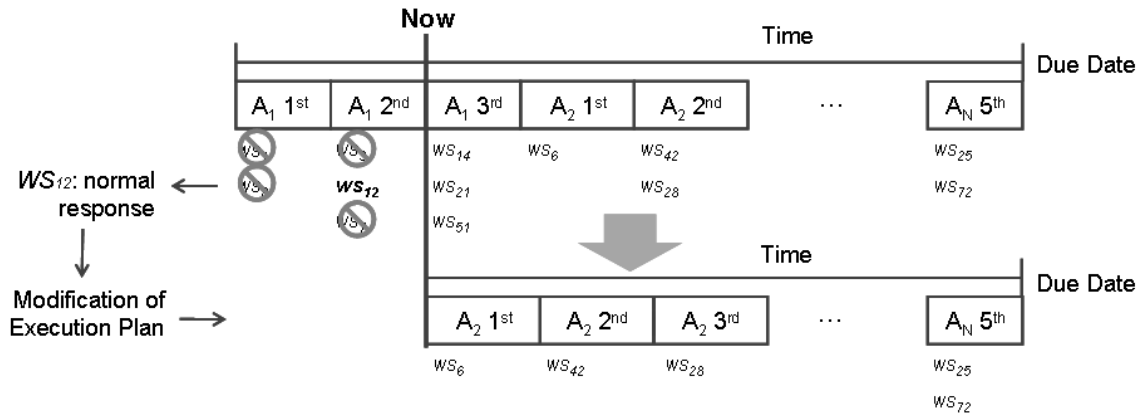 Now
Time
Due Date
A₁ 1ˢᵗ A₁ 2ⁿᵈ A₁ 3ʳᵈ A₂ 1ˢᵗ A₂ 2ⁿᵈ ... A_N 5ᵗʰ
WS₁₄ WS₆ WS₄₂ WS₂₅
WS₁₂: normal
response
WS₁₂ WS₂₁ WS₂₈ WS₇₂
WS₅₁
Time
Due Date
Modification of
Execution Plan
A₂ 1ˢᵗ A₂ 2ⁿᵈ A₂ 3ʳᵈ ... A_N 5ᵗʰ
WS₆ WS₄₂ WS₂₈ WS₂₅
WS₇₂